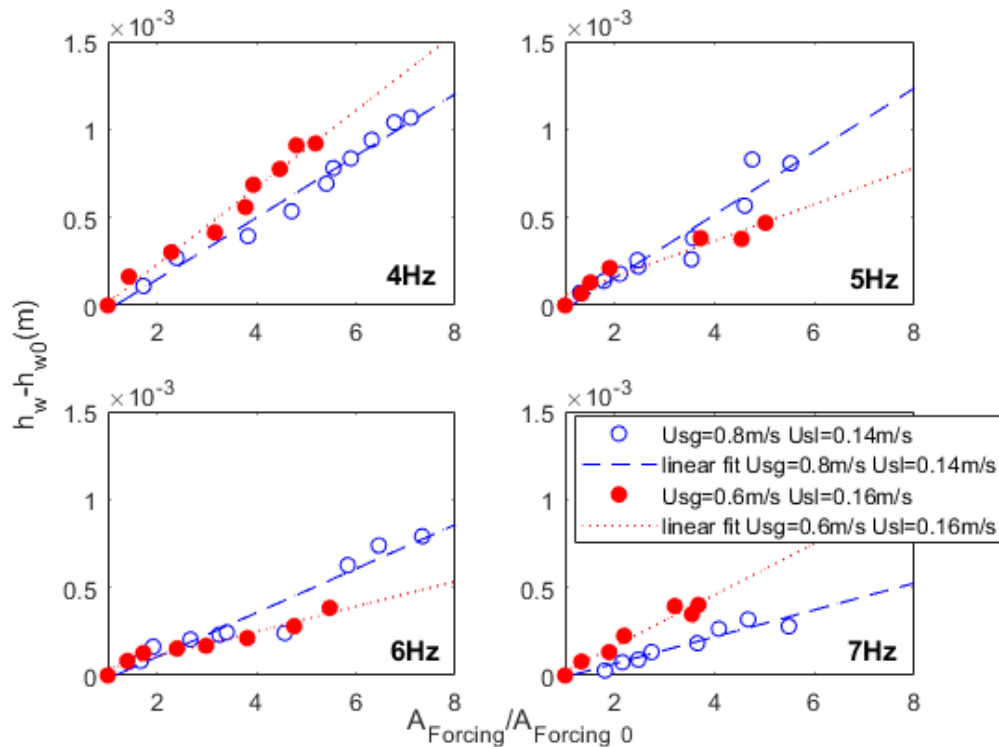 ×10⁻³
1.5
1
0.5
0
2 4 6 8
4Hz
×10⁻³
1.5
1
0.5
0
2 4 6 8
5Hz
h_w-h_w0(m)
×10⁻³
1.5
1
0.5
0
2 4 6 8
6Hz
×10⁻³
1.5
1
0.5
0
2 4 6 8
7Hz
Usg=0.8m/s Usl=0.14m/s
linear fit Usg=0.8m/s Usl=0.14m/s
Usg=0.6m/s Usl=0.16m/s
linear fit Usg=0.6m/s Usl=0.16m/s
A_Forcing/A_Forcing 0